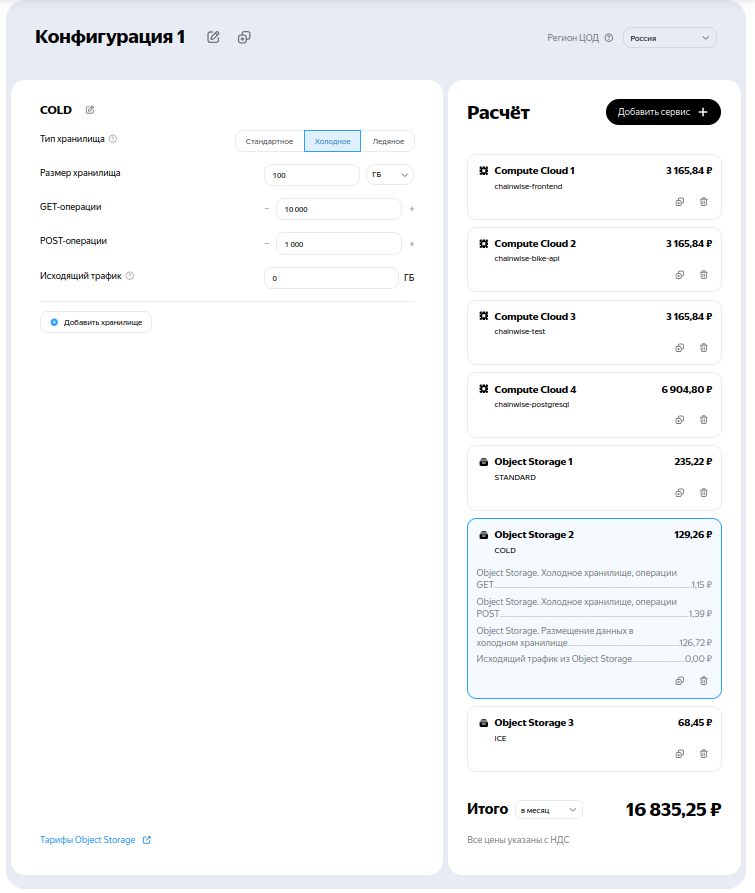 Конфигурация 1
Регион ЦОД
Россия
COLD
Тип хранилища
Стандартное
Холодное
Ледяное
Размер хранилища
100
ГБ
GET-операции
− 10 000 +
POST-операции
− 1 000 +
Исходящий трафик
0
ГБ
Добавить хранилище
Тарифы Object Storage
Расчёт
Добавить сервис +
Compute Cloud 1 3 165,84 ₽
chainwise-frontend
Compute Cloud 2 3 165,84 ₽
chainwise-bike-api
Compute Cloud 3 3 165,84 ₽
chainwise-test
Compute Cloud 4 6 904,80 ₽
chainwise-postgresql
Object Storage 1 235,22 ₽
STANDARD
Object Storage 2 129,26 ₽
COLD
Object Storage. Холодное хранилище, операции
GET 1,15 ₽
Object Storage. Холодное хранилище, операции
POST 1,39 ₽
Object Storage. Размещение данных в
холодном хранилище 126,72 ₽
Исходящий трафик из Object Storage 0,00 ₽
Object Storage 3 68,45 ₽
ICE
Итого в месяц 16 835,25 ₽
Все цены указаны с НДС